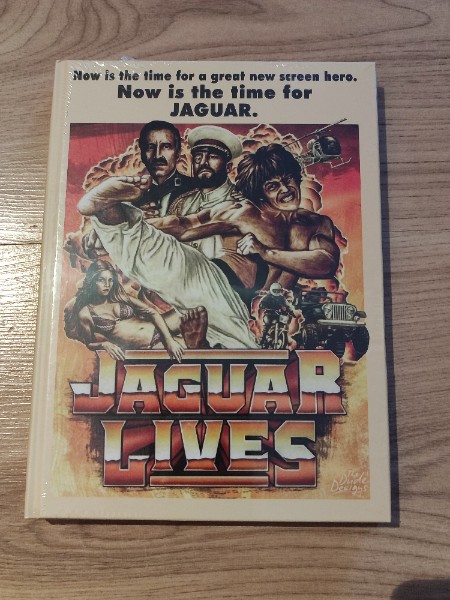 Now is the time for a great new screen hero.
Now is the time for
JAGUAR.
JAGUAR
LIVES